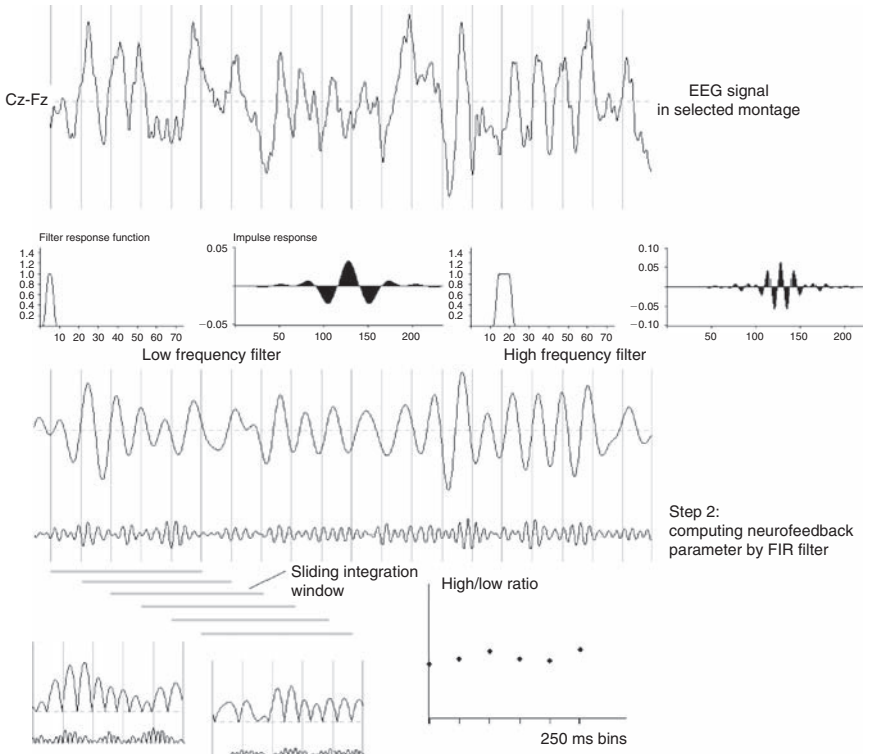 Cz-Fz
EEG signal
in selected montage
Filter response function
1.4
1.2
1.0
0.8
0.6
0.4
0.2
10 20 30 40 50 60 70
Impulse response
0.05
−0.05
50 100 150 200
1.4
1.2
1.0
0.8
0.6
0.4
0.2
10 20 30 40 50 60 70
0.10
0.05
−0.05
−0.10
50 100 150 200
Low frequency filter
High frequency filter
Step 2:
computing neurofeedback
parameter by FIR filter
Sliding integration
window
High/low ratio
250 ms bins